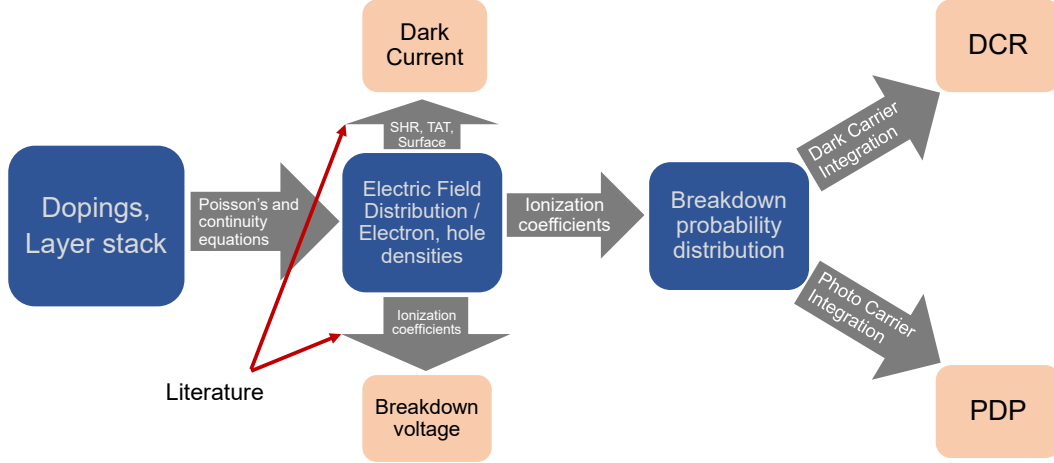 Dark
Current
DCR
SHR, TAT,
Surface
Dark Carrier
Integration
Dopings,
Layer stack
Poisson's and
continuity
equations
Electric Field
Distribution /
Electron, hole
densities
Ionization
coefficients
Breakdown
probability
distribution
Photo Carrier
Integration
Ionization
coefficients
Literature
Breakdown
voltage
PDP